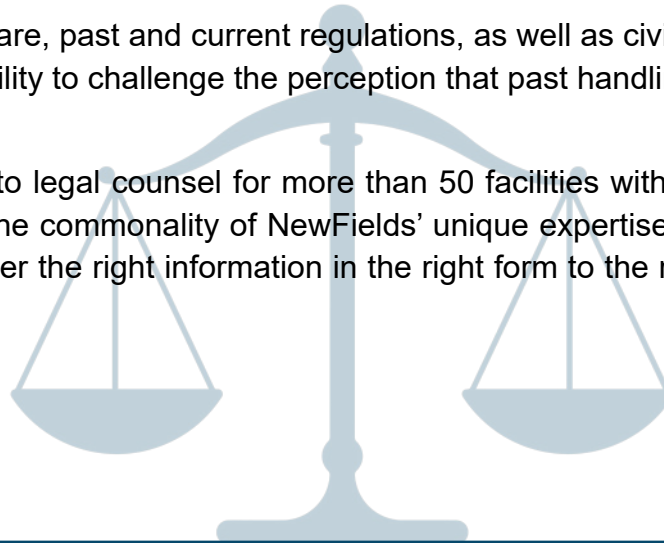 are, past and current regulations, as well as civi
ility to challenge the perception that past handli
to legal counsel for more than 50 facilities with
ne commonality of NewFields’ unique expertise
er the right information in the right form to the r